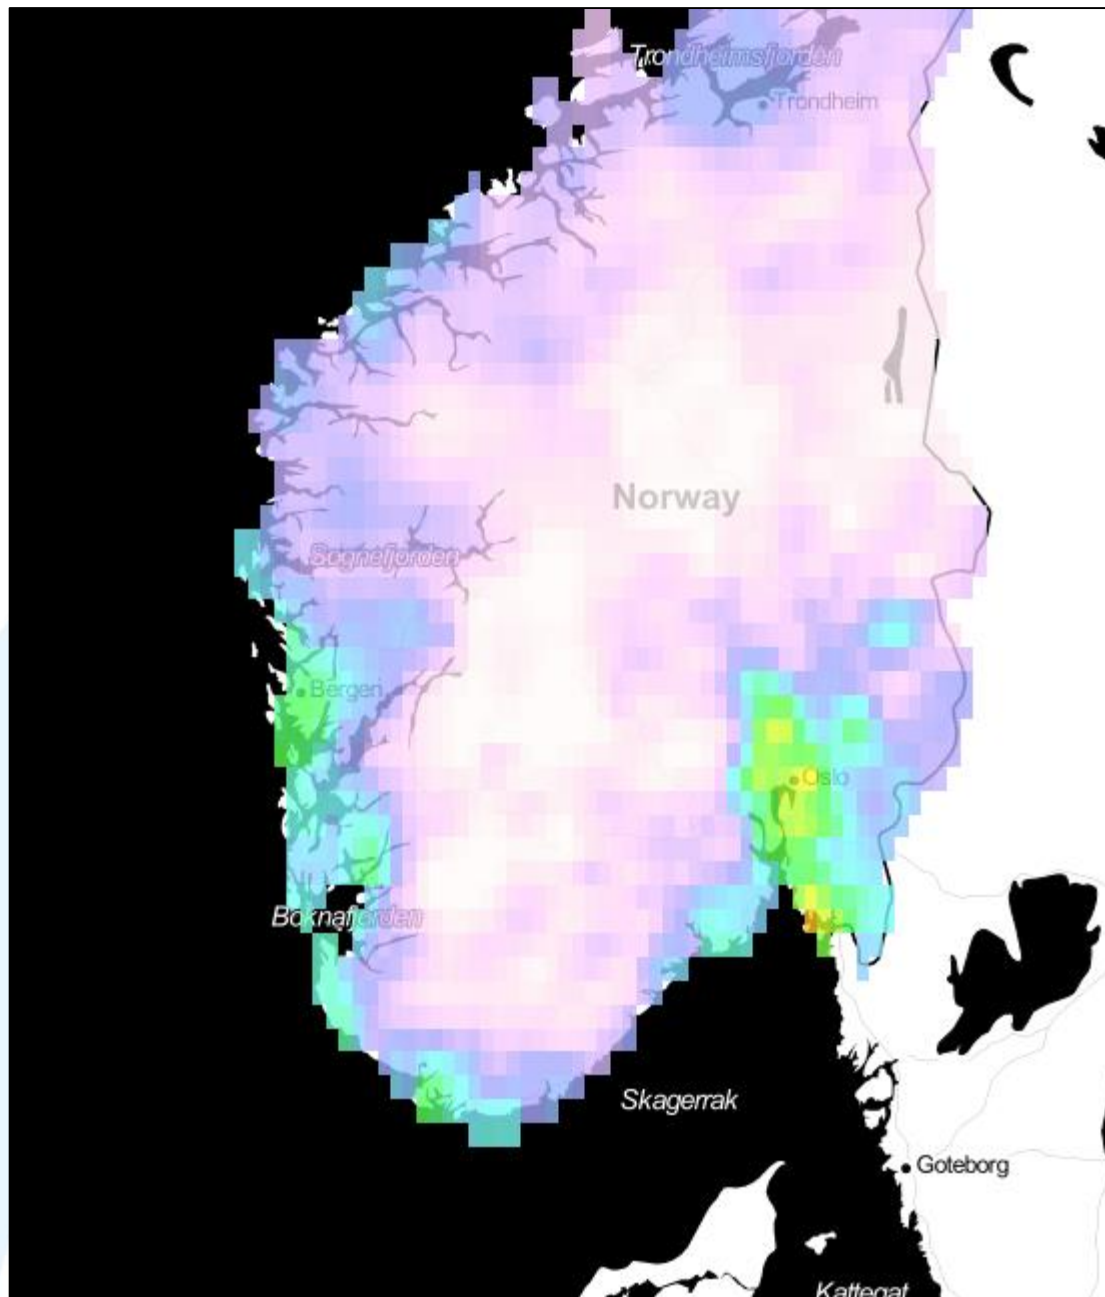 Trondheimsfjorden
Trondheim
Norway
Sognefjorden
Bergen
Oslo
Boknafjorden
Skagerrak
Goteborg
Kattegat